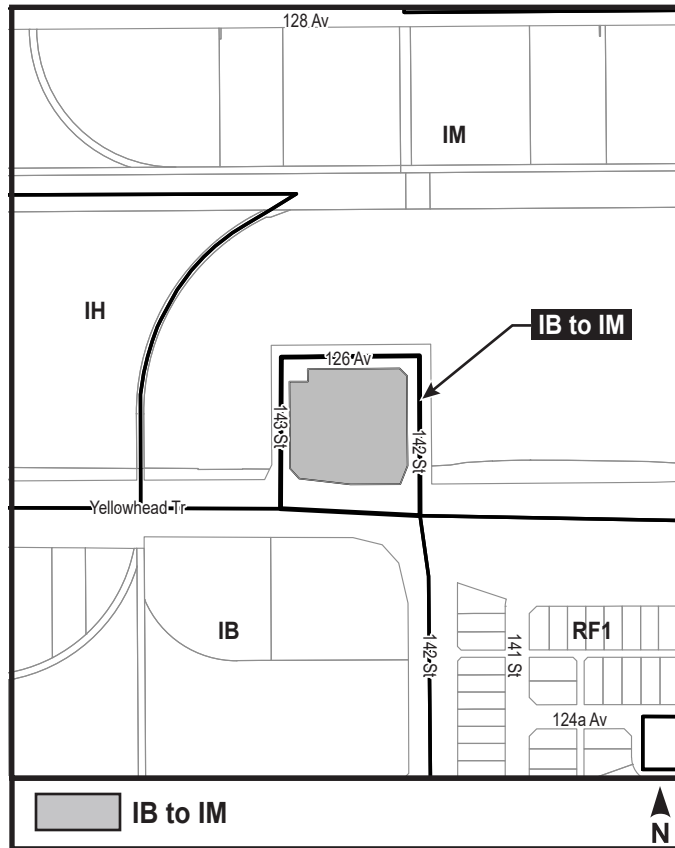 128 Av
IM
IH
IB to IM
126 Av
143 St
142 St
Yellowhead Tr
IB
142 St
141 St
RF1
124a Av
IB to IM
N